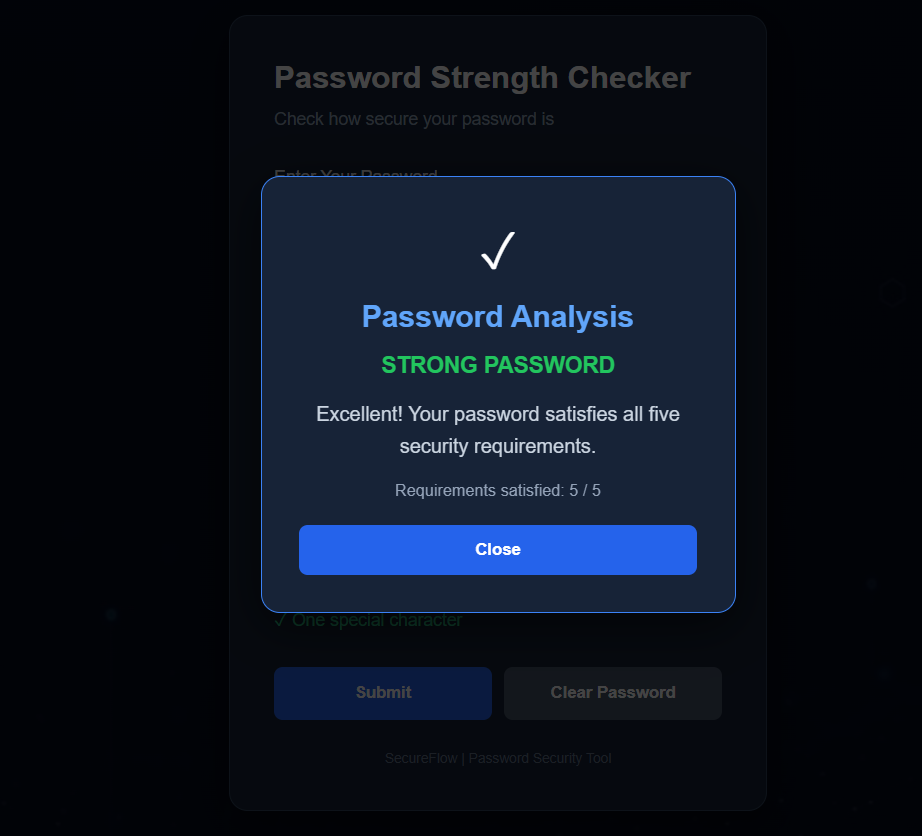 Password Strength Checker
Check how secure your password is
Enter Your Password
✓
Password Analysis
STRONG PASSWORD
Excellent! Your password satisfies all five
security requirements.
Requirements satisfied: 5 / 5
Close
✓ One special character
Submit
Clear Password
SecureFlow | Password Security Tool